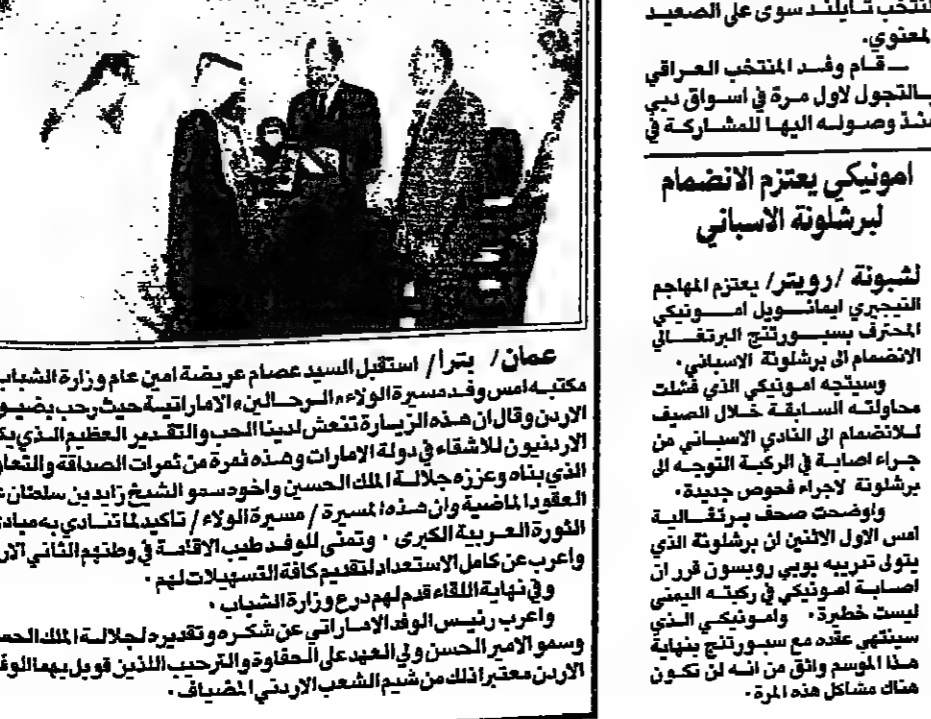 لمنتخب تايلند سوى على الصعيد
المعنوي.
ـ قام وفد المنتخب العراقي
بالتجول لاول مرة في اسواق دبي
منذ وصوله اليها للمشاركة في
امونيكي يعتزم الانضمام
لبرشلونة الاسباني
لشبونة /رويتر/ يعتزم المهاجم
النيجيري ايمانويل امونيكي
المحترف بسبورتنج البرتغالي
الانضمام الى برشلونة الاسباني.
وسيتجه امونيكي الذي فشلت
محاولته السابقة خلال الصيف
للانضمام الى النادي الاسباني من
جراء اصابة في الركبة التوجه الى
برشلونة لاجراء فحوص جديدة.
واوضحت صحف برتغالية
امس الاول الاثنين ان برشلونة الذي
يتولى تدريبه بوبي روبسون قرر ان
اصابة امونيكي في ركبته اليمنى
ليست خطيرة. وامونيكي الذي
سينتهي عقده مع سبورتنج بنهاية
هذا الموسم واثق من انه لن تكون
هناك مشاكل هذه المرة.
عمان/ بترا/ استقبل السيد عصام عريضة امين عام وزارة الشباب
مكتبه امس وفد مسيرة الولاء «الرحالين» الاماراتية حيث رحب
الاردن وقال ان هذه الزيارة تنعش لدينا الحب والتقدير العظيم الذي
الاردنيون للاشقاء في دولة الامارات وهذه ثمرة من ثمرات الصداقة
الذي بناه وعززه جلالة الملك الحسين واخوه سمو الشيخ زايد بن سلطان
العقود الماضية وان هذه المسيرة / مسيرة الولاء / تاكيد لما تنادي به
الثورة العربية الكبرى. وتمنى للوفد طيب الاقامة في وطنهم الثاني
واعرب عن كامل الاستعداد لتقديم كافة التسهيلات لهم.
وفي نهاية اللقاء قدم لهم درع وزارة الشباب.
واعرب رئيس الوفد الاماراتي عن شكره وتقديره لجلالة الملك
وسمو الامير الحسن ولي العهد على الحفاوة والترحيب اللذين قوبل بهما
الاردن معتبرا ذلك من شيم الشعب الاردني المضياف.